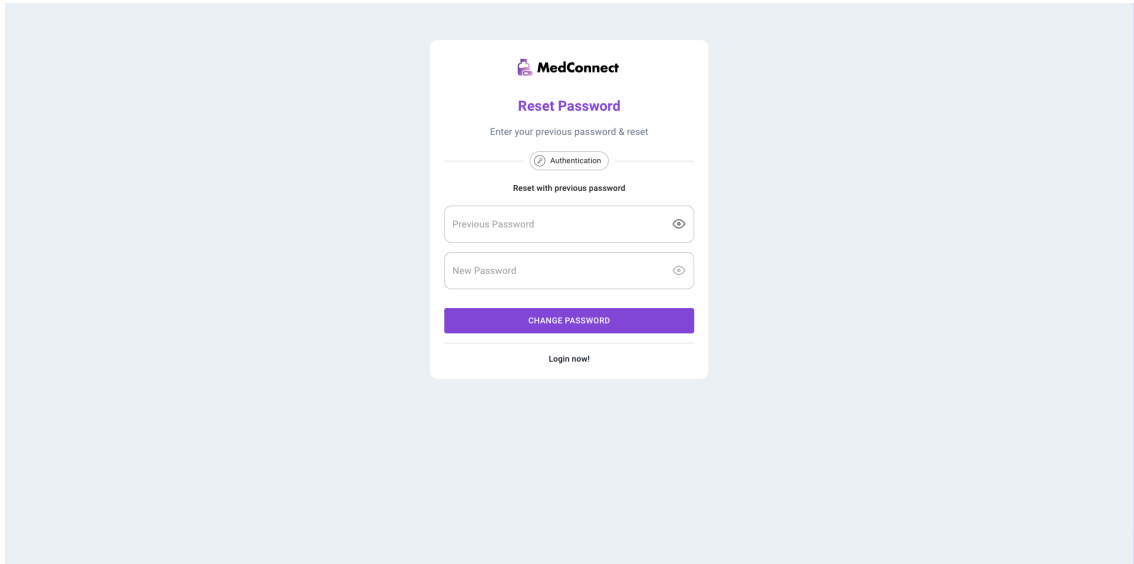 MedConnect
Reset Password
Enter your previous password & reset
Authentication
Reset with previous password
Previous Password
New Password
CHANGE PASSWORD
Login now!